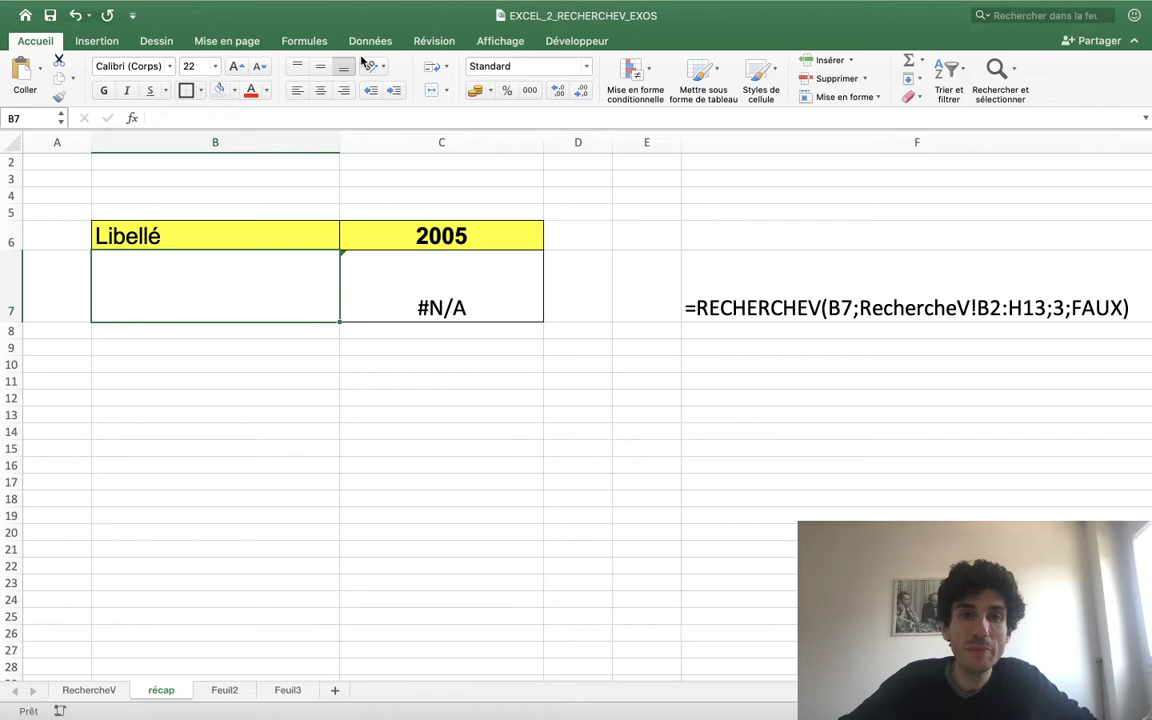 EXCEL_2_RECHERCHEV_EXOS
Rechercher dans la feu
Accueil Insertion Dessin Mise en page Formules Données Révision Affichage Développeur
Partager
Coller
Calibri (Corps) 22
A A
Standard
G I S
A
% 000
Mise en forme conditionnelle
Mettre sous forme de tableau
Styles de cellule
Insérer
Supprimer
Mise en forme
Trier et filtrer
Rechercher et sélectionner
B7
fx
A B C D E F
2
3
4
5
6 Libellé 2005
7 #N/A =RECHERCHEV(B7;RechercheV!B2:H13;3;FAUX)
8
9
10
11
12
13
14
15
16
17
18
19
20
21
22
23
24
25
26
27
28
RechercheV récap Feuil2 Feuil3 +
Prêt